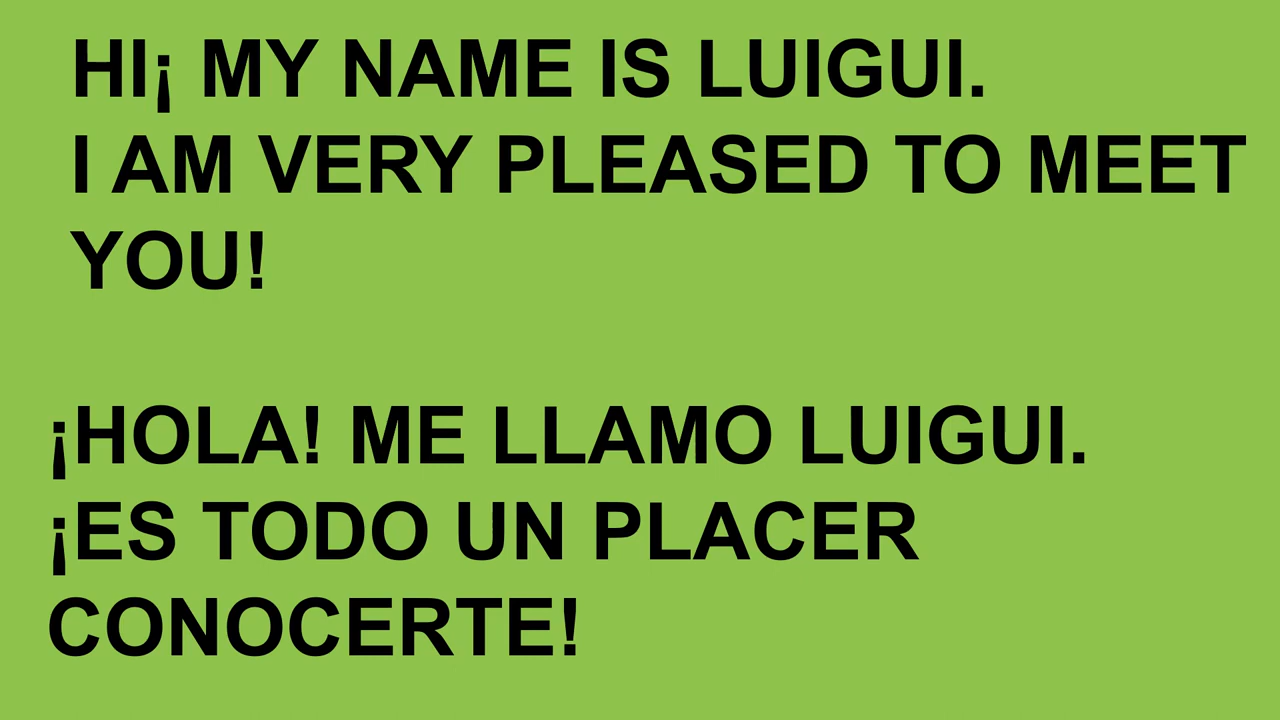 HI¡ MY NAME IS LUIGUI.
I AM VERY PLEASED TO MEET
YOU!
¡HOLA! ME LLAMO LUIGUI.
¡ES TODO UN PLACER
CONOCERTE!